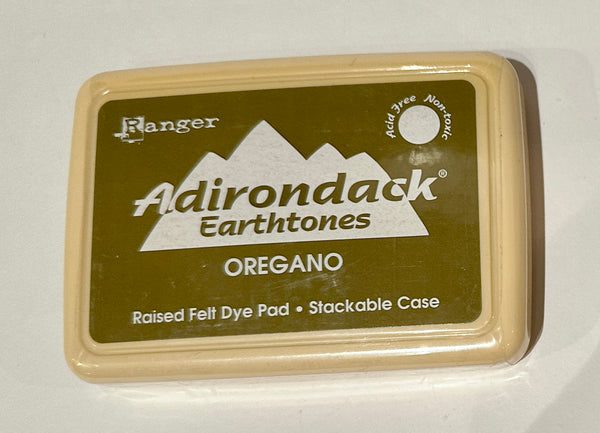 Ranger
Acid Free Non-toxic
Adirondack®
Earthtones
OREGANO
Raised Felt Dye Pad • Stackable Case